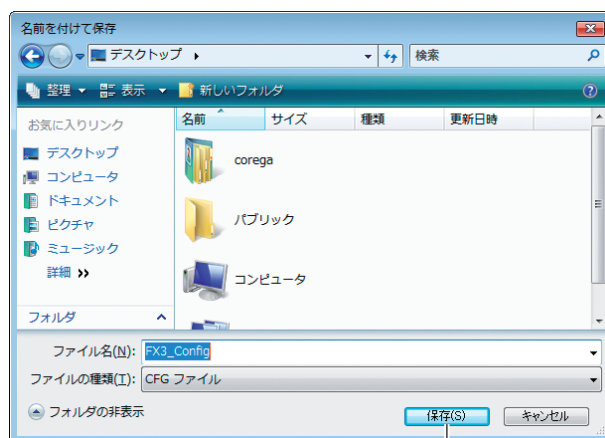 名前を付けて保存
デスクトップ
検索
整理 表示 新しいフォルダ
お気に入りリンク
デスクトップ
コンピュータ
ドキュメント
ピクチャ
ミュージック
詳細 »
フォルダ
名前 サイズ 種類 更新日時
corega
パブリック
コンピュータ
ファイル名(N): FX3_Config
ファイルの種類(T): CFG ファイル
フォルダの非表示
保存(S) キャンセル